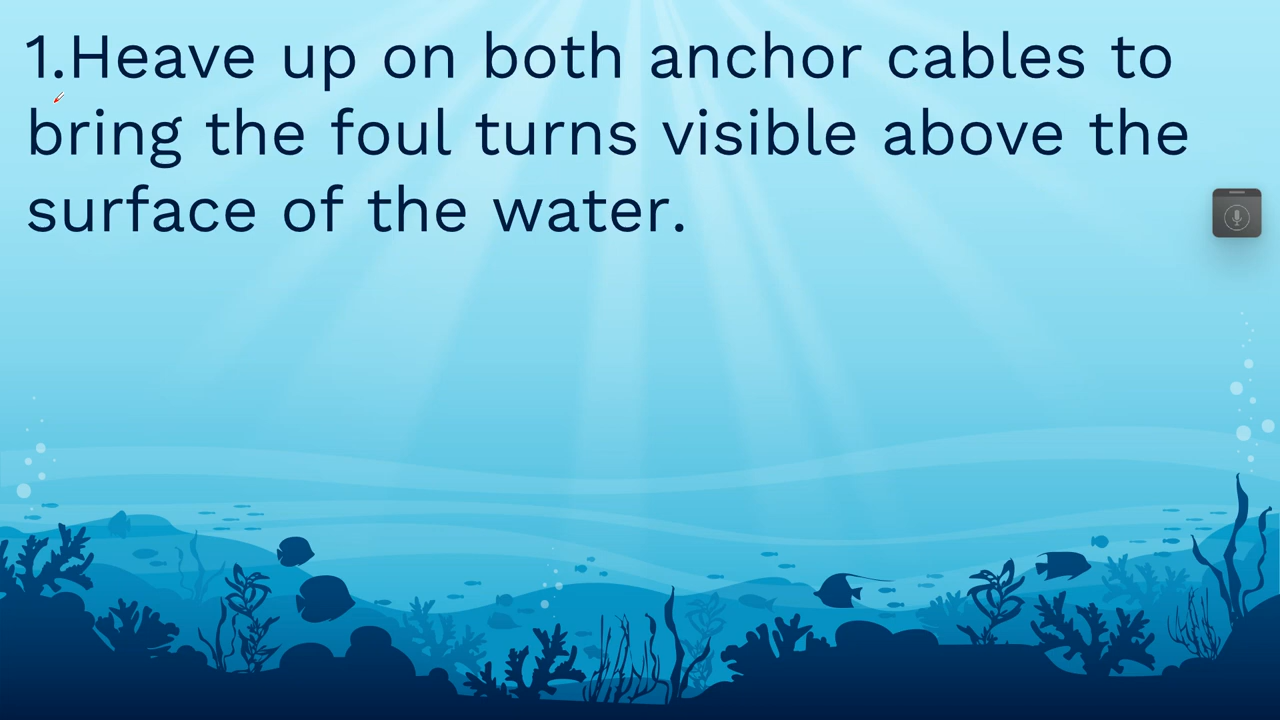 1.Heave up on both anchor cables to
bring the foul turns visible above the
surface of the water.